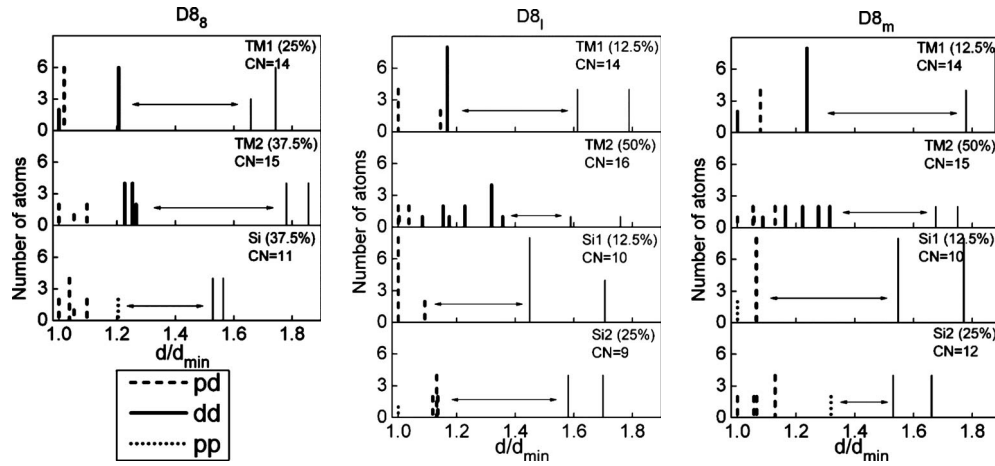 D8₈
TM1 (25%)
CN=14
6
3
0
TM2 (37.5%)
CN=15
6
3
0
Si (37.5%)
CN=11
6
3
0
1.0 1.2 1.4 1.6 1.8
d/dmin
Number of atoms
pd
dd
pp
D8ₗ
TM1 (12.5%)
CN=14
6
3
0
TM2 (50%)
CN=16
6
3
0
Si1 (12.5%)
CN=10
6
3
0
Si2 (25%)
CN=9
6
3
0
1.0 1.2 1.4 1.6 1.8
d/dmin
Number of atoms
D8ₘ
TM1 (12.5%
CN=14
6
3
0
TM2 (50%)
CN=15
6
3
0
Si1 (12.5%)
CN=10
6
3
0
Si2 (25%)
CN=12
6
3
0
1.0 1.2 1.4 1.6 1.8
d/dmin
Number of atoms